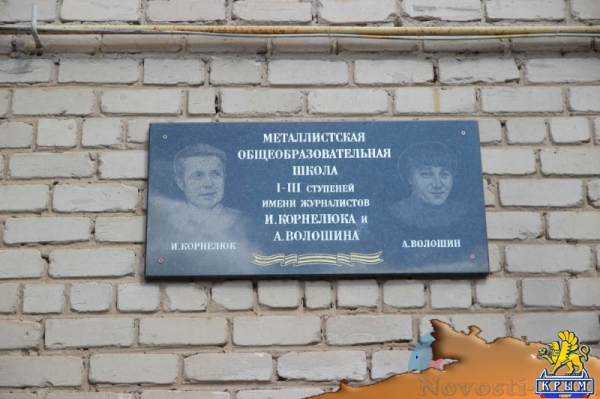 МЕТАЛЛИСТСКАЯ
ОБЩЕОБРАЗОВАТЕЛЬНАЯ
ШКОЛА
I-III СТУПЕНЕЙ
ИМЕНИ ЖУРНАЛИСТОВ
И.КОРНЕЛЮКА И
А.ВОЛОШИНА
И.КОРНЕЛЮК
А.ВОЛОШИН
Novosti-
КРЫМ